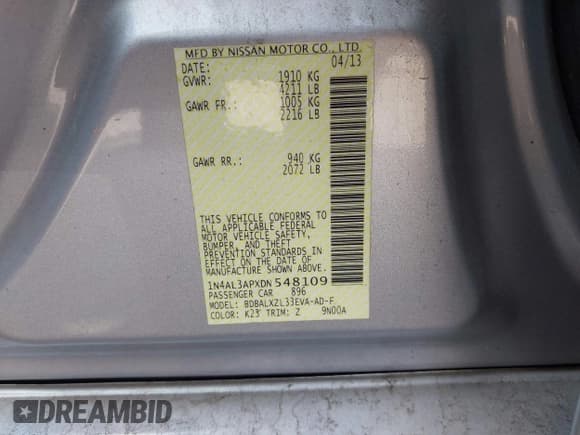 MFD BY NISSAN MOTOR CO., LTD.
DATE: 04/13
GVWR: 1910 KG
4211 LB
GAWR FR.: 1005 KG
2216 LB
GAWR RR.: 940 KG
2072 LB
THIS VEHICLE CONFORMS TO
ALL APPLICABLE FEDERAL
MOTOR VEHICLE SAFETY,
BUMPER, AND THEFT
PREVENTION STANDARDS IN
EFFECT ON THE DATE OF
MANUFACTURE SHOWN ABOVE.
1N4AL3APXDN548109
PASSENGER CAR 896
MODEL: BDBALXZL33EVA-AD-F
COLOR: K23 TRIM: Z 9N00A
DREAMBID